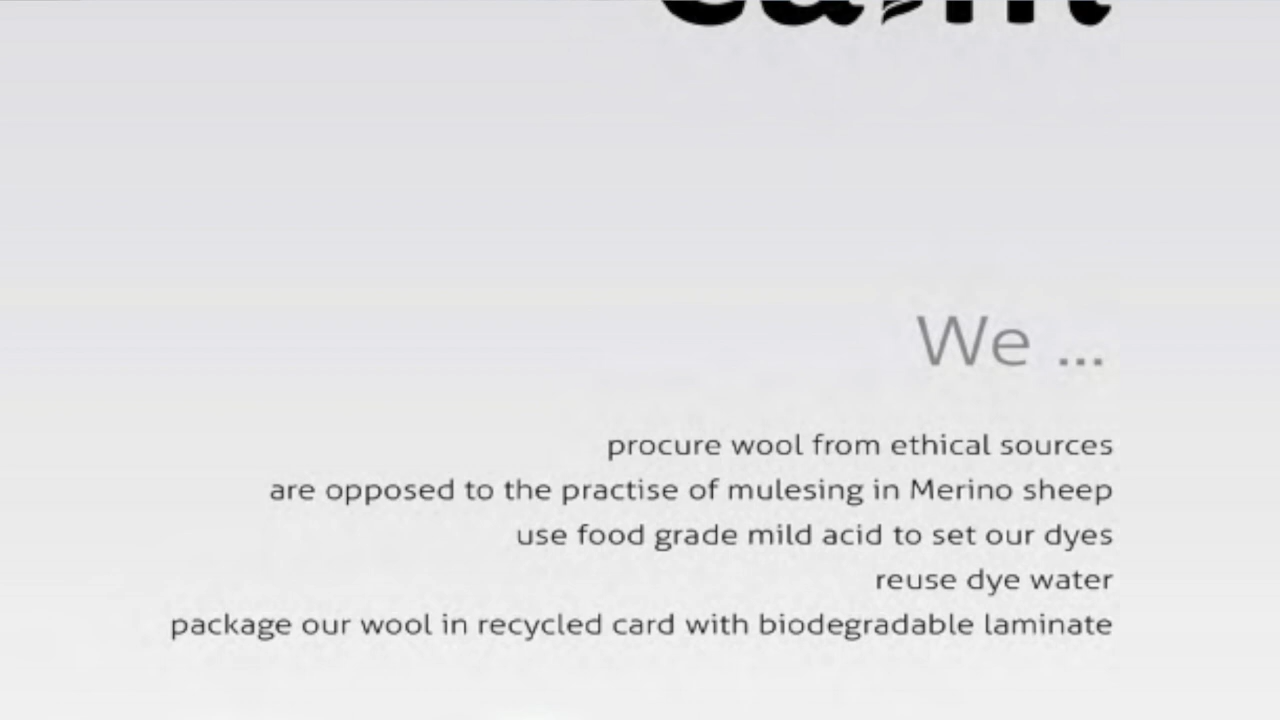 We ...
procure wool from ethical sources
are opposed to the practise of mulesing in Merino sheep
use food grade mild acid to set our dyes
reuse dye water
package our wool in recycled card with biodegradable laminate